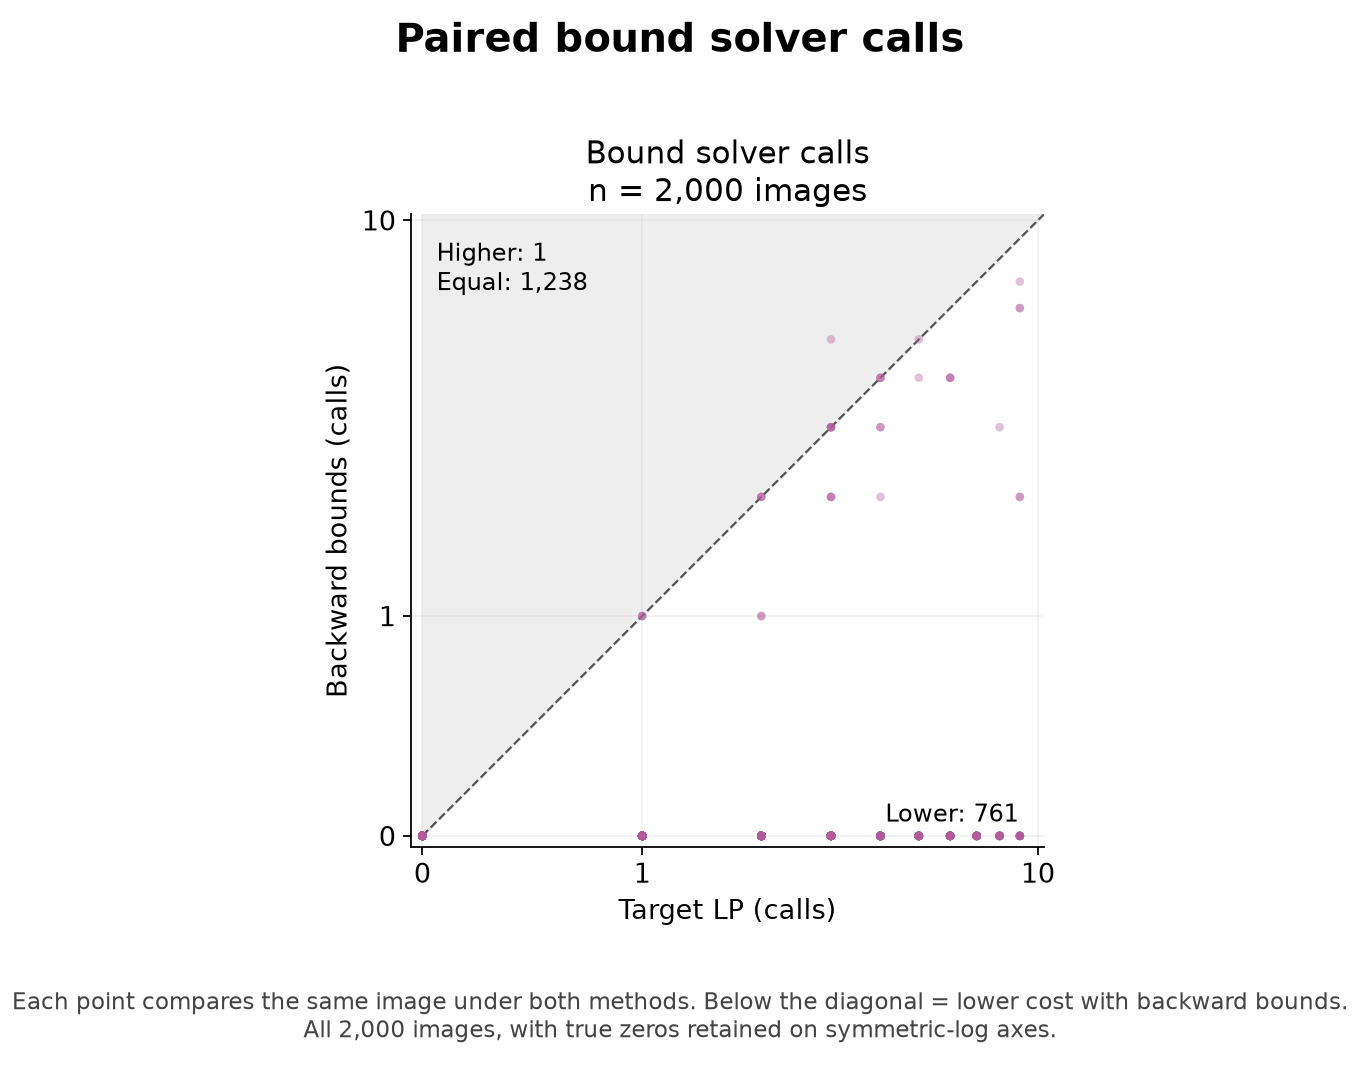 Paired bound solver calls
Bound solver calls
n = 2,000 images
10
Higher: 1
Equal: 1,238
Backward bounds (calls)
1
Lower: 761
0
0
1
10
Target LP (calls)
Each point compares the same image under both methods. Below the diagonal = lower cost with backward bounds.
All 2,000 images, with true zeros retained on symmetric-log axes.